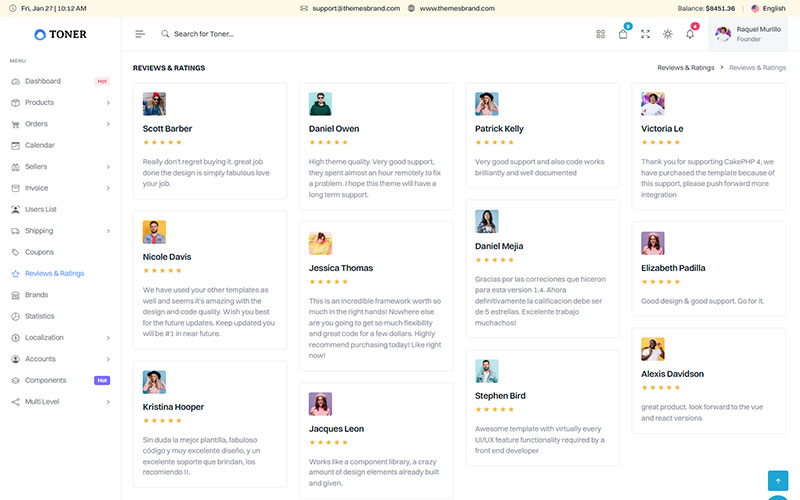 Fri, Jan 27 | 10:12 AM
support@themesbrand.com
www.themesbrand.com
Balance: $8451.36
English
TONER
Search for Toner...
6
4
Raquel Murillo
Founder
MENU
Dashboard
Hot
Products
Orders
Calendar
Sellers
Invoice
Users List
Shipping
Coupons
Reviews & Ratings
Brands
Statistics
Localization
Accounts
Components
Hot
Multi Level
REVIEWS & RATINGS
Reviews & Ratings > Reviews & Ratings
Scott Barber
Really don't regret buying it. great job
done the design is simply fabulous love
your job.
Nicole Davis
We have used your other templates as
well and seems it's amazing with the
design and code quality. Wish you best
for the future updates. Keep updated you
will be #1 in near future.
Kristina Hooper
Sin duda la mejor plantilla, fabuloso
código y muy excelente diseño, y un
excelente soporte que brindan, los
recomiendo II.
Daniel Owen
High theme quality. Very good support,
they spent almost an hour remotely to fix
a problem. I hope this theme will have a
long term support.
Jessica Thomas
This is an incredible framework worth so
much in the right hands! Nowhere else
are you going to get so much flexibility
and great code for a few dollars. Highly
recommend purchasing today! Like right
now!
Jacques Leon
Works like a component library, a crazy
amount of design elements already built
and given.
Patrick Kelly
Very good support and also code works
brilliantly and well documented
Daniel Mejia
Gracias por las correciones que hiceron
para esta version 1.4. Ahora
definitivamente la calificacion debe ser
de 5 estrellas. Excelente trabajo
muchachos!
Stephen Bird
Awesome template with virtually every
UI/UX feature functionality required by a
front end developer
Victoria Le
Thank you for supporting CakePHP 4, we
have purchased the template because of
this support, please push forward more
integration
Elizabeth Padilla
Good design & good support. Go for it.
Alexis Davidson
great product. look forward to the vue
and react versions